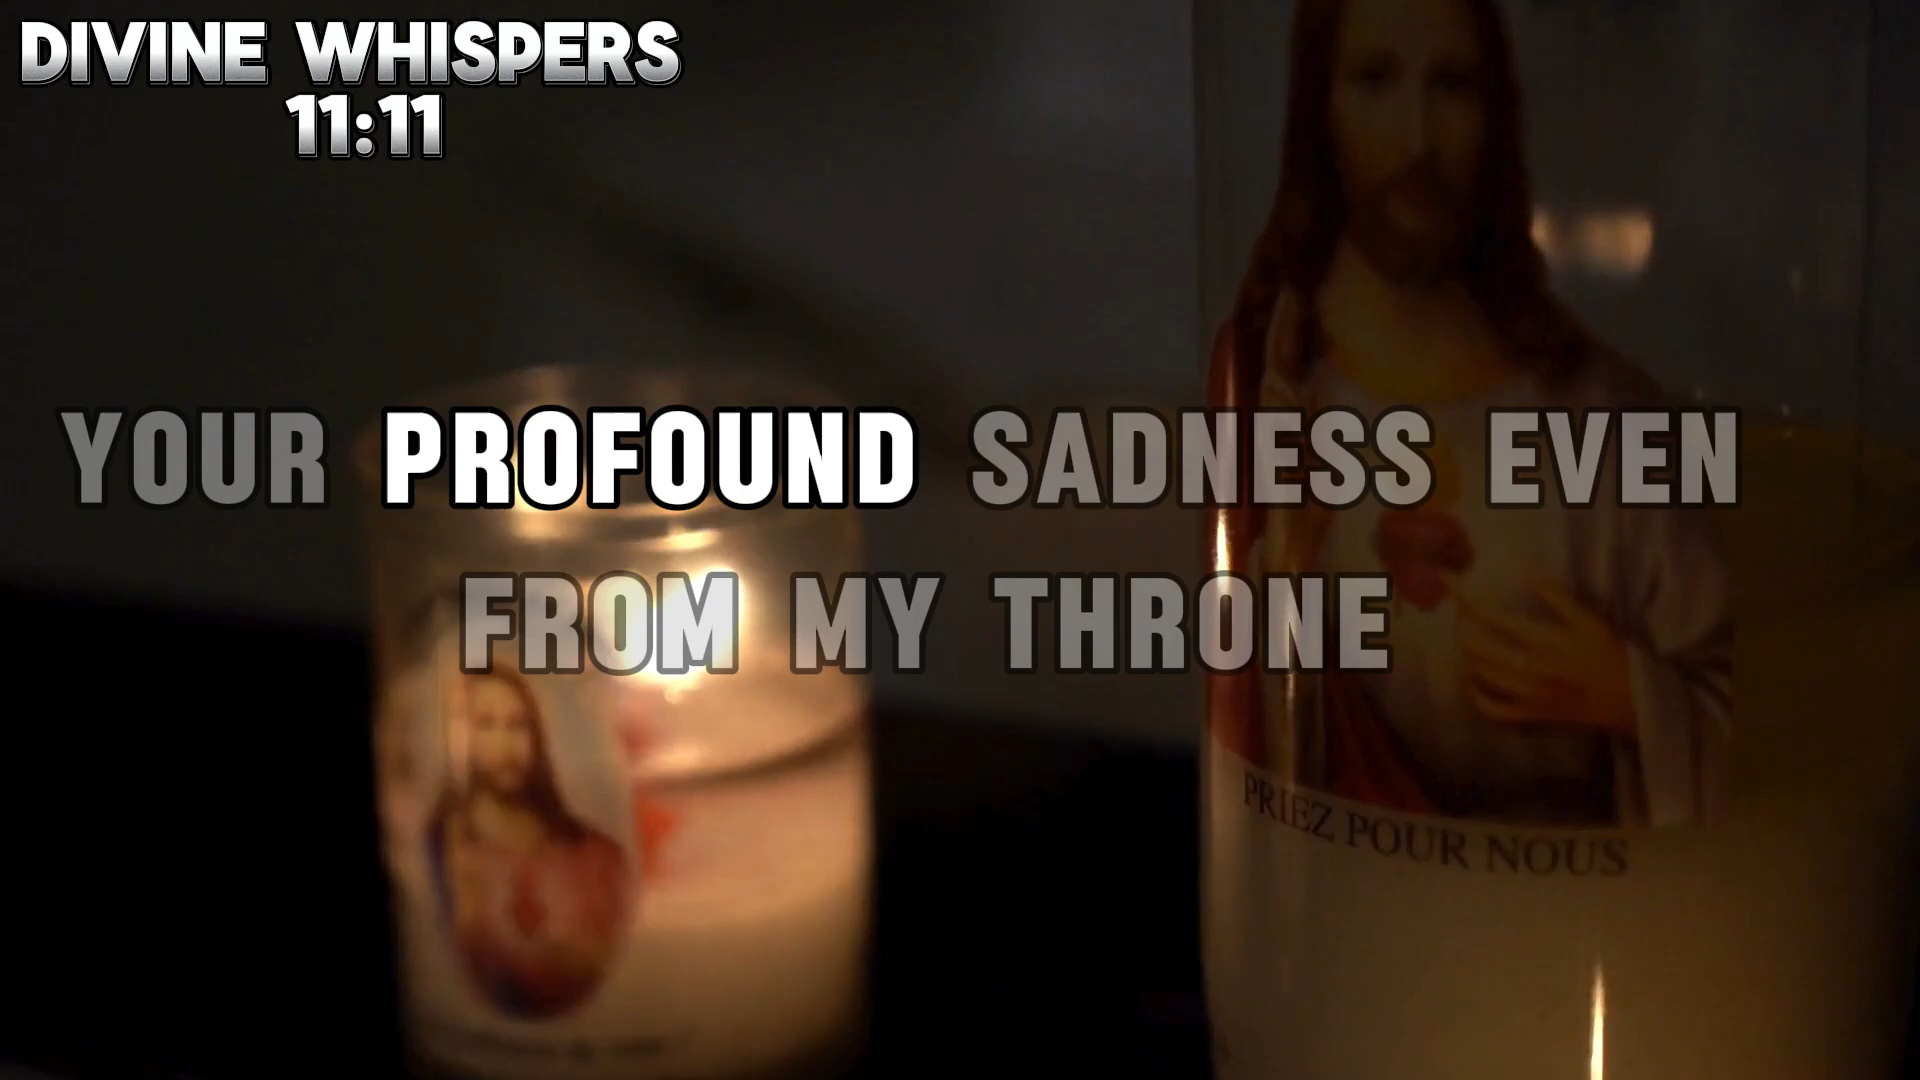 DIVINE WHISPERS
11:11
YOUR PROFOUND SADNESS EVEN
FROM MY THRONE
PRIEZ POUR NOUS